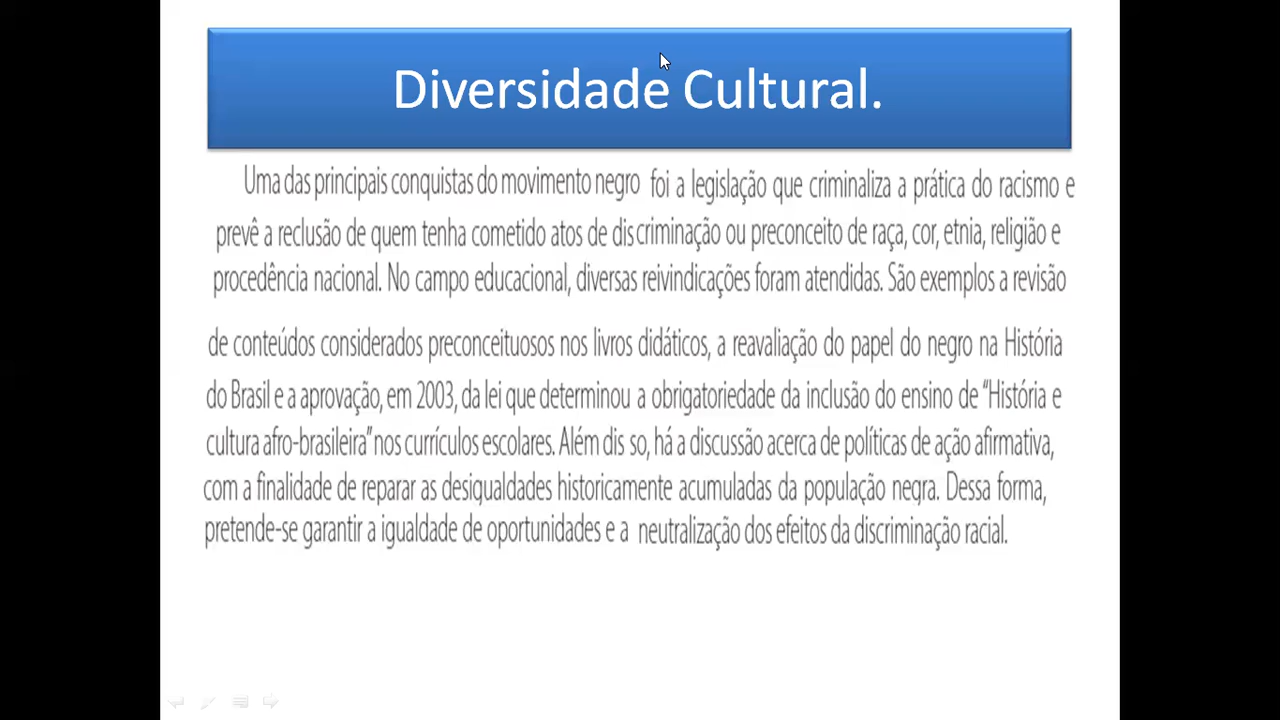 Diversidade Cultural.
Uma das principais conquistas do movimento negro foi a legislação que criminaliza a prática do racismo e
prevê a reclusão de quem tenha cometido atos de discriminação ou preconceito de raça, cor, etnia, religião e
procedência nacional. No campo educacional, diversas reivindicações foram atendidas. São exemplos a revisão
de conteúdos considerados preconceituosos nos livros didáticos, a reavaliação do papel do negro na História
do Brasil e a aprovação, em 2003, da lei que determinou a obrigatoriedade da inclusão do ensino de “História e
cultura afro-brasileira” nos currículos escolares. Além dis so, há a discussão acerca de políticas de ação afirmativa,
com a finalidade de reparar as desigualdades historicamente acumuladas da população negra. Dessa forma,
pretende-se garantir a igualdade de oportunidades e a neutralização dos efeitos da discriminação racial.